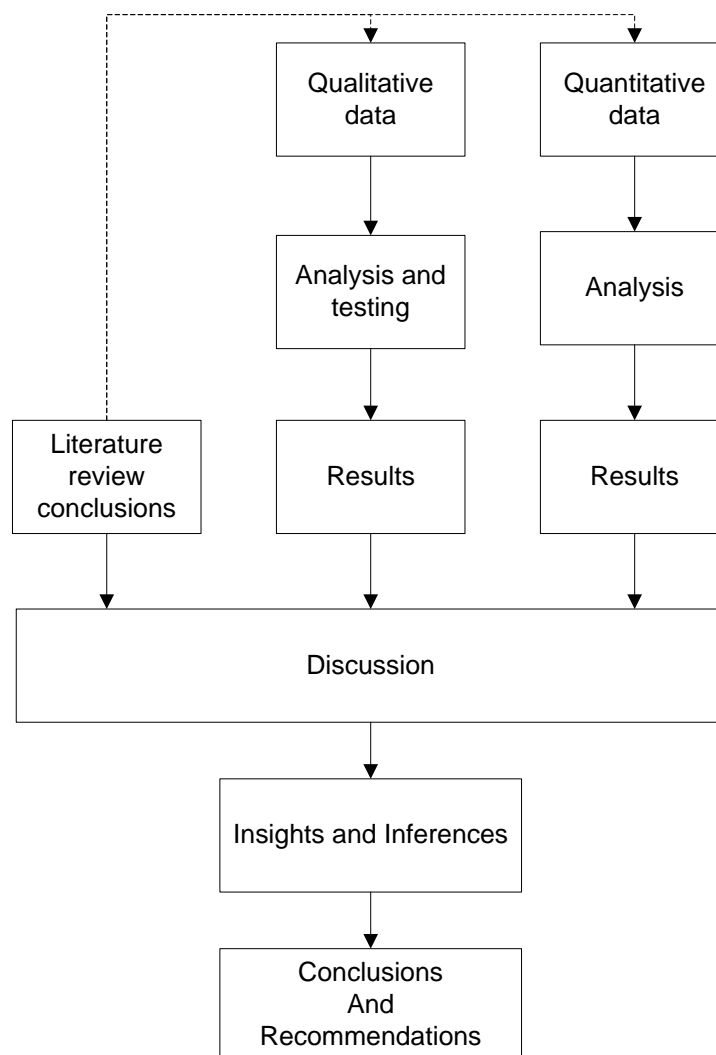 Qualitative
data
Quantitative
data
Analysis and
testing
Analysis
Literature
review
conclusions
Results
Results
Discussion
Insights and Inferences
Conclusions
And
Recommendations